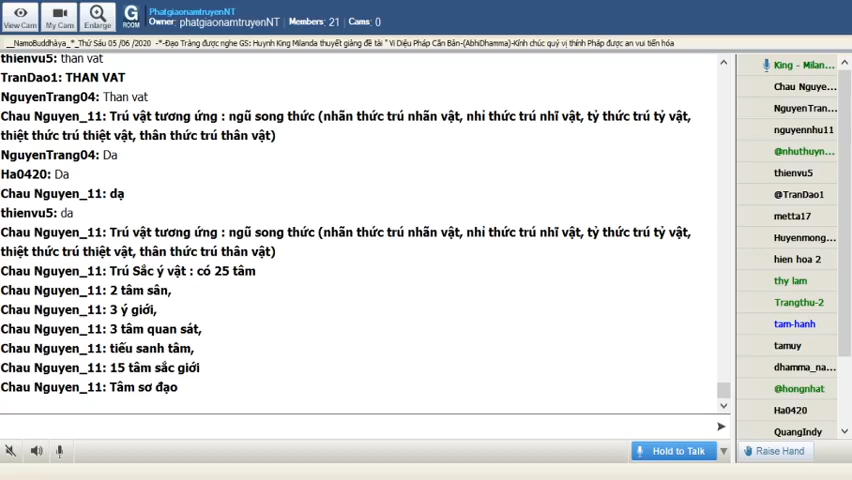 View Cam
My Cam
Enlarge
G
ROOM
PhatgiaonamtruyenNT
Owner: phatgiaonamtruyenNT Members: 21 Cams: 0
__NamoBuddhàya_*_Thứ Sáu 05 /06 /2020 -*-Đạo Tràng được nghe GS: Huynh King Milanda thuyết giảng đề tài " Vi Diệu Pháp Căn Bản-(AbhiDhamma)-Kính chúc quý vị thính Pháp được an vui tiến hóa
thienvu5: than vat
TranDao1: THAN VAT
NguyenTrang04: Than vat
Chau Nguyen_11: Trú vật tương ứng : ngũ song thức (nhãn thức trú nhãn vật, nhỉ thức trú nhĩ vật, tỷ thức trú tỷ vật,
thiệt thức trú thiệt vật, thân thức trú thân vật)
NguyenTrang04: Da
Ha0420: Da
Chau Nguyen_11: dạ
thienvu5: da
Chau Nguyen_11: Trú vật tương ứng : ngũ song thức (nhãn thức trú nhãn vật, nhỉ thức trú nhĩ vật, tỷ thức trú tỷ vật,
thiệt thức trú thiệt vật, thân thức trú thân vật)
Chau Nguyen_11: Trú Sắc ý vật : có 25 tâm
Chau Nguyen_11: 2 tâm sân,
Chau Nguyen_11: 3 ý giới,
Chau Nguyen_11: 3 tâm quan sát,
Chau Nguyen_11: tiếu sanh tâm,
Chau Nguyen_11: 15 tâm sắc giới
Chau Nguyen_11: Tâm sơ đạo
King - Milan...
Chau Nguye...
NguyenTran...
nguyennhu11
@nhuthuyn...
thienvu5
@TranDao1
metta17
Huyenmong...
hien hoa 2
thy lam
Trangthu-2
tam-hanh
tamuy
dhamma_na...
@hongnhat
Ha0420
QuangIndy
Hold to Talk
Raise Hand